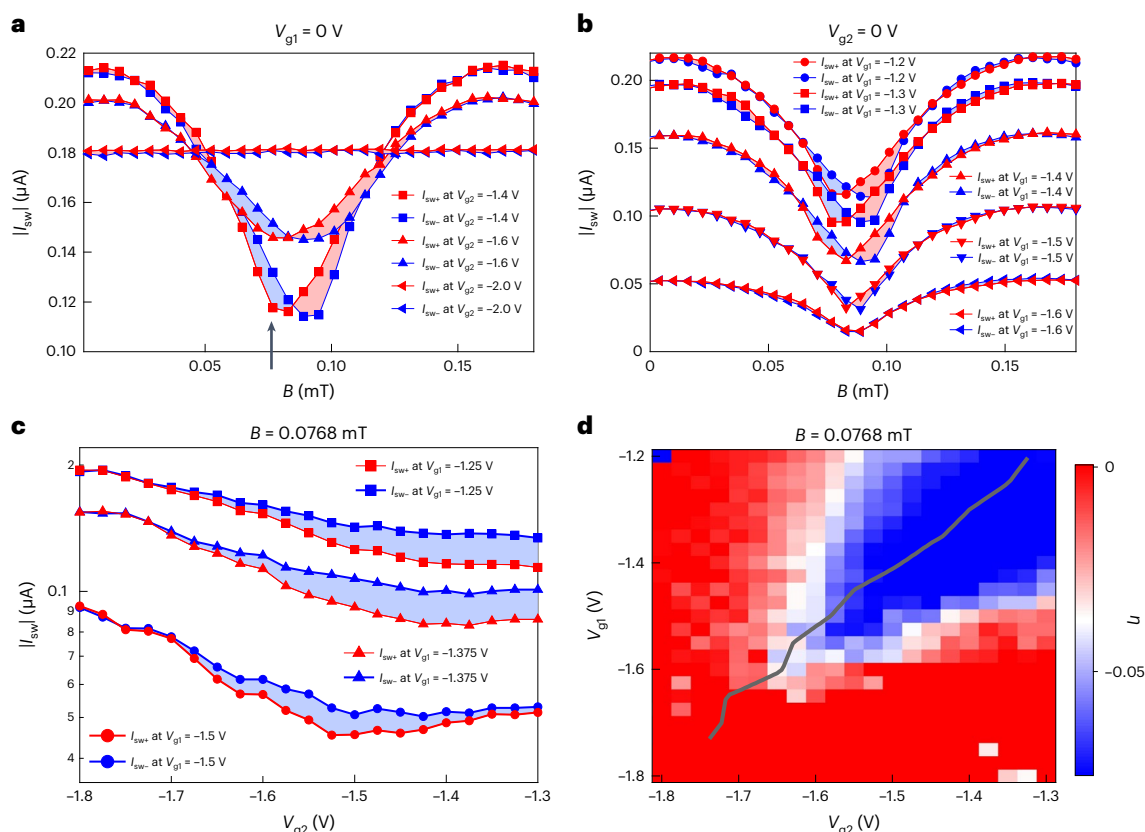 a
V_g1 = 0 V
0.22
0.20
0.18
0.16
0.14
0.12
0.10
|I_sw| (µA)
I_sw+ at V_g2 = −1.4
I_sw− at V_g2 = −1.4
I_sw+ at V_g2 = −1.6 V
I_sw− at V_g2 = −1.6 V
I_sw+ at V_g2 = −2.0 V
I_sw− at V_g2 = −2.0 V
0.05 0.10 0.15
B (mT)
b
V_g2 = 0 V
0.20
0.15
0.10
0.05
0
|I_sw| (µA)
I_sw+ at V_g1 = −1.2 V
I_sw− at V_g1 = −1.2 V
I_sw+ at V_g1 = −1.3 V
I_sw− at V_g1 = −1.3 V
I_sw+ at V_g1 = −1.4 V
I_sw− at V_g1 = −1.4 V
I_sw+ at V_g1 = −1.5 V
I_sw− at V_g1 = −1.5 V
I_sw+ at V_g1 = −1.6 V
I_sw− at V_g1 = −1.6 V
0 0.05 0.10 0.15
B (mT)
c
B = 0.0768 mT
2
0.1
9
8
7
6
5
4
|I_sw| (µA)
I_sw+ at V_g1 = −1.25 V
I_sw− at V_g1 = −1.25 V
I_sw+ at V_g1 = −1.375 V
I_sw− at V_g1 = −1.375 V
I_sw+ at V_g1 = −1.5 V
I_sw− at V_g1 = −1.5 V
−1.8 −1.7 −1.6 −1.5 −1.4 −1.3
V_g2 (V)
d
B = 0.0768 mT
−1.2
−1.4
−1.6
−1.8
V_g1 (V)
−1.8 −1.7 −1.6 −1.5 −1.4 −1.3
V_g2 (V)
0
−0.05
η